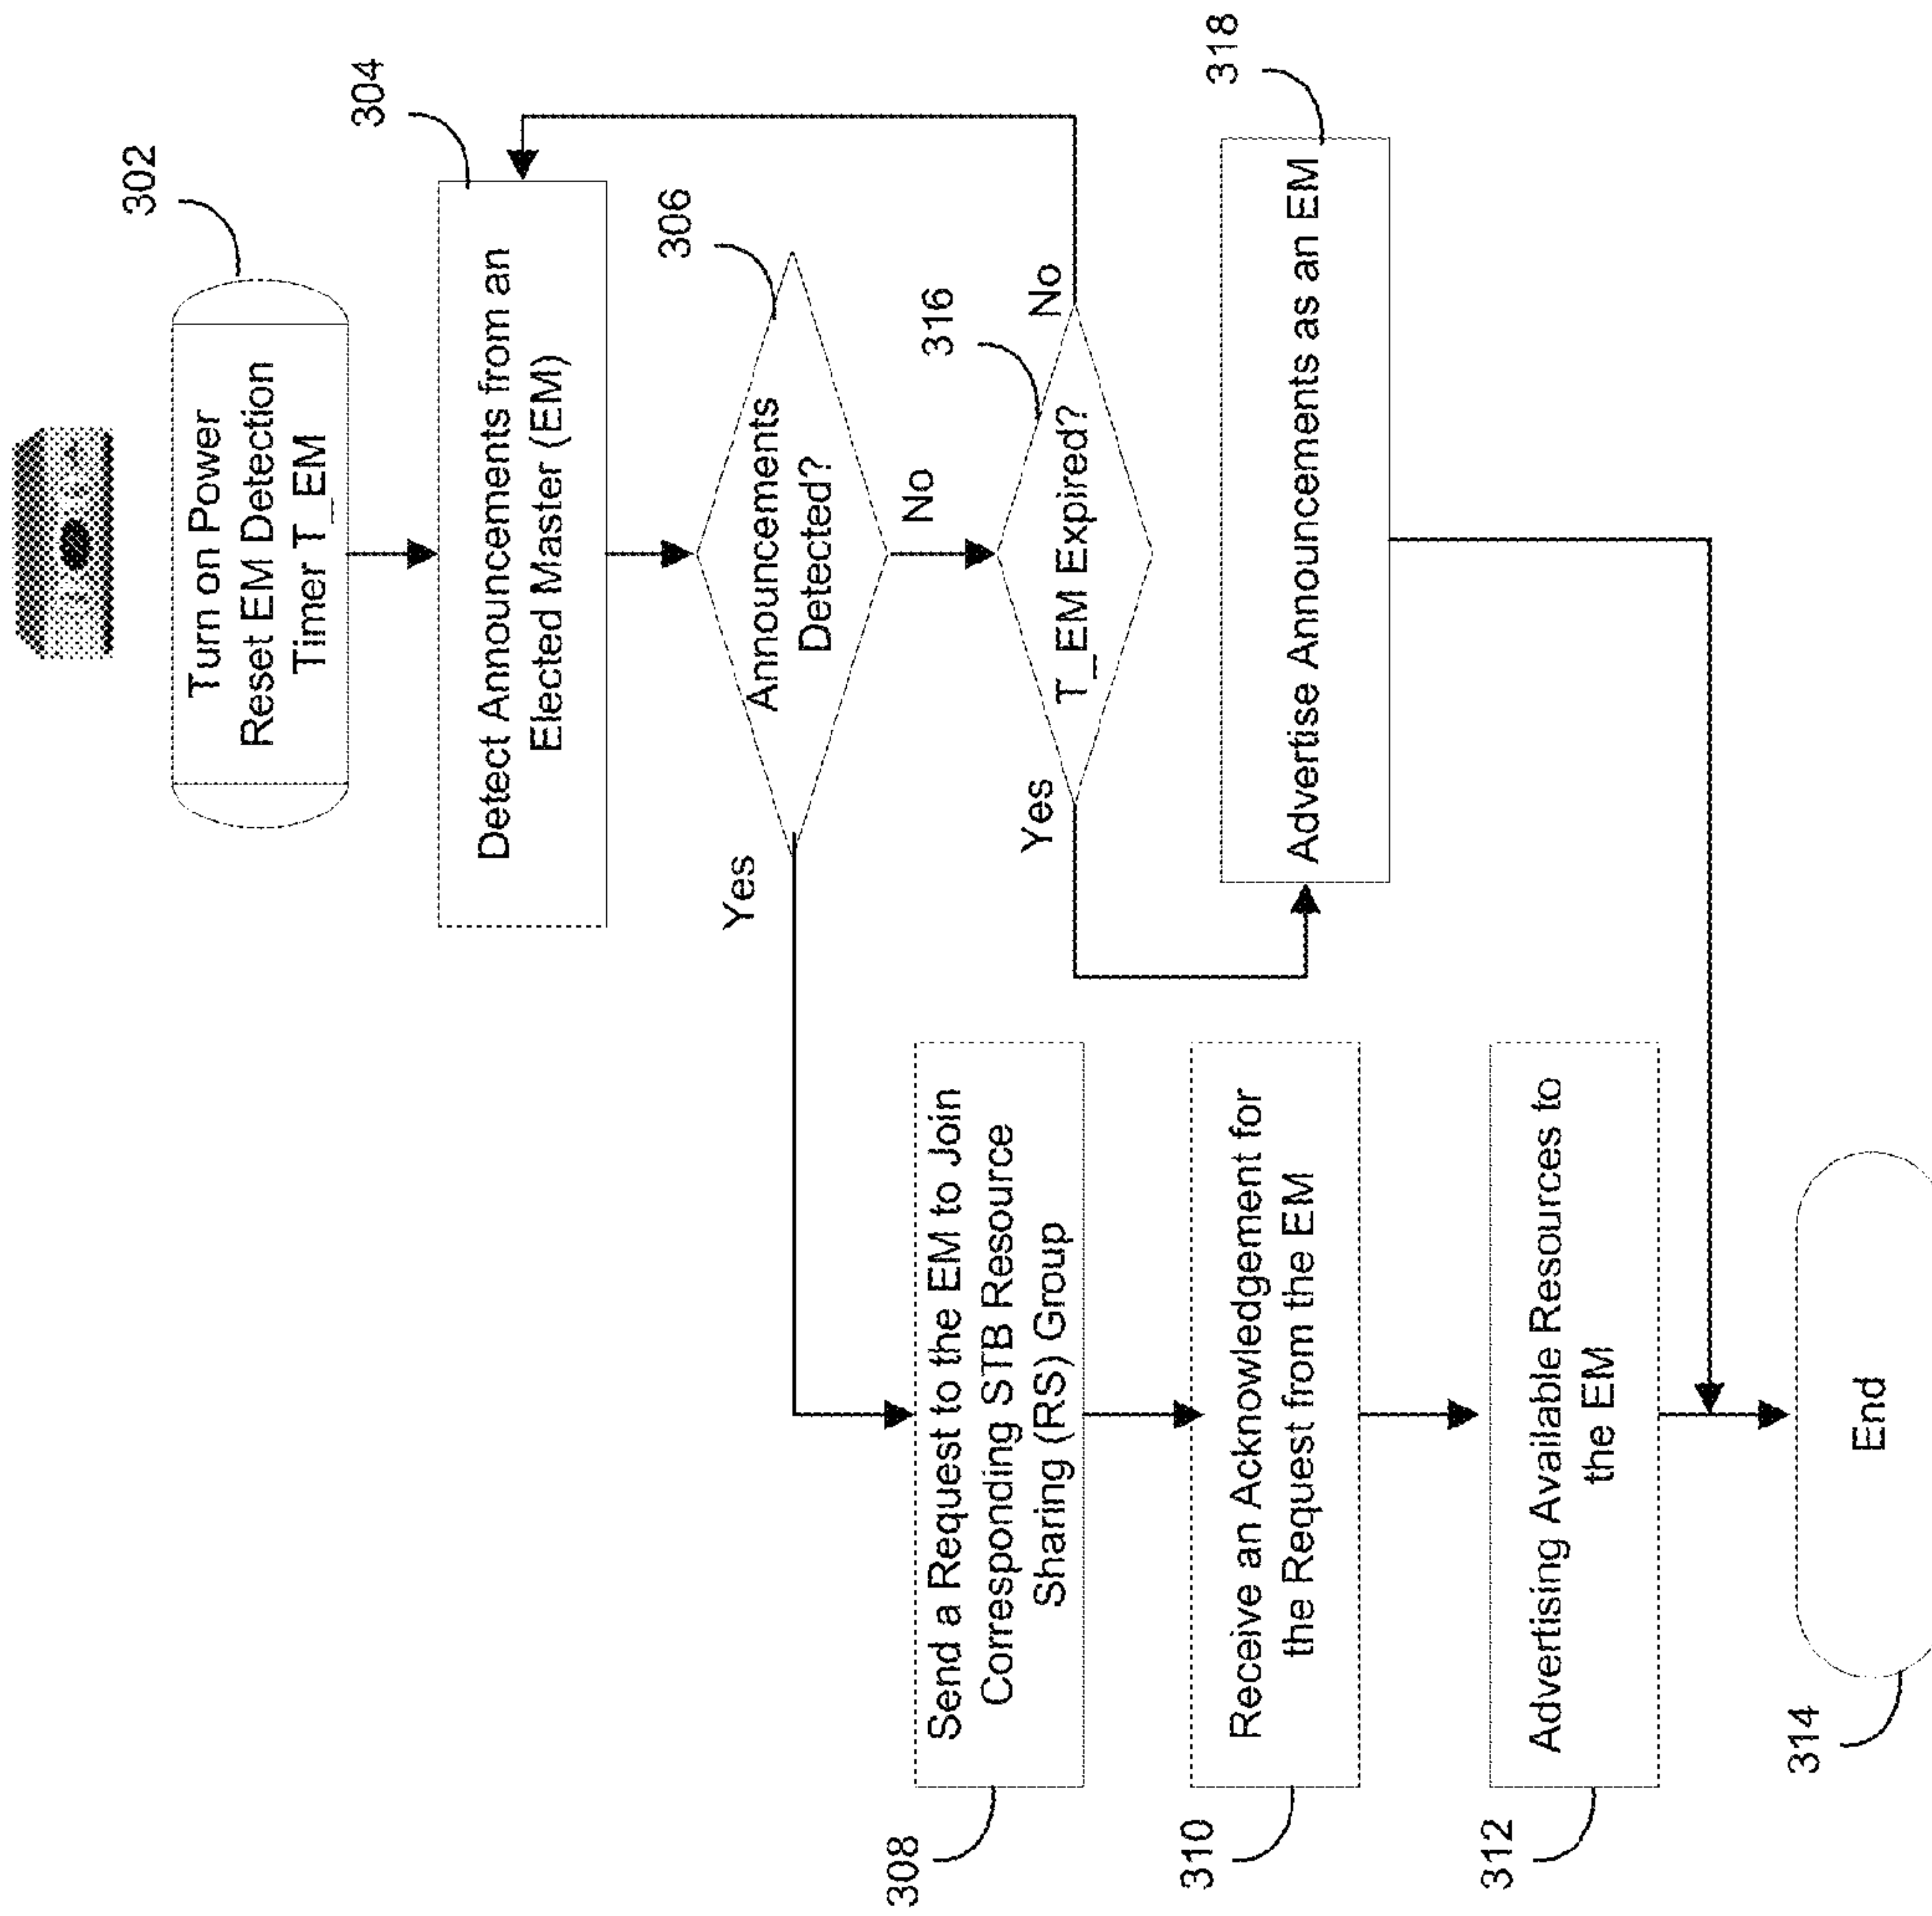 302
Turn on Power
Reset EM Detection
Timer T_EM
304
Detect Announcements from an
Elected Master (EM)
306
Announcements
Detected?
Yes
No
316
T_EM Expired?
Yes
No
318
Advertise Announcements as an EM
308
Send a Request to the EM to Join
Corresponding STB Resource
Sharing (RS) Group
310
Receive an Acknowledgement for
the Request from the EM
312
Advertising Available Resources to
the EM
314
End